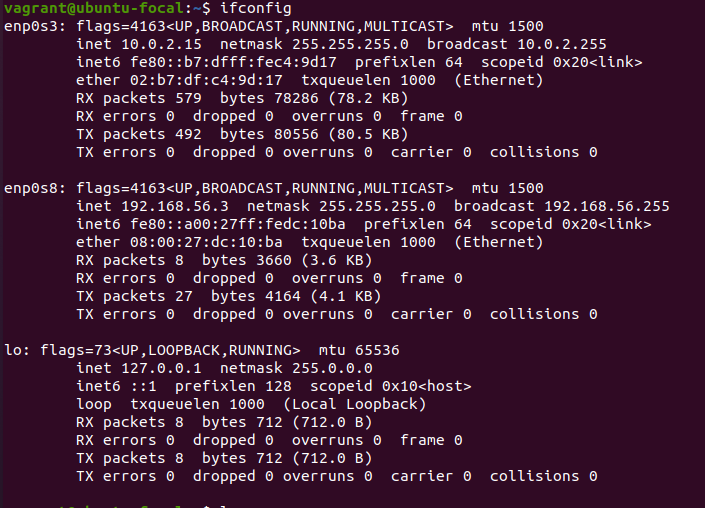 vagrant@ubuntu-focal:~$ ifconfig
enp0s3: flags=4163<UP,BROADCAST,RUNNING,MULTICAST>  mtu 1500
        inet 10.0.2.15  netmask 255.255.255.0  broadcast 10.0.2.255
        inet6 fe80::b7:dfff:fec4:9d17  prefixlen 64  scopeid 0x20<link>
        ether 02:b7:df:c4:9d:17  txqueuelen 1000  (Ethernet)
        RX packets 579  bytes 78286 (78.2 KB)
        RX errors 0  dropped 0  overruns 0  frame 0
        TX packets 492  bytes 80556 (80.5 KB)
        TX errors 0  dropped 0 overruns 0  carrier 0  collisions 0

enp0s8: flags=4163<UP,BROADCAST,RUNNING,MULTICAST>  mtu 1500
        inet 192.168.56.3  netmask 255.255.255.0  broadcast 192.168.56.255
        inet6 fe80::a00:27ff:fedc:10ba  prefixlen 64  scopeid 0x20<link>
        ether 08:00:27:dc:10:ba  txqueuelen 1000  (Ethernet)
        RX packets 8  bytes 3660 (3.6 KB)
        RX errors 0  dropped 0  overruns 0  frame 0
        TX packets 27  bytes 4164 (4.1 KB)
        TX errors 0  dropped 0 overruns 0  carrier 0  collisions 0

lo: flags=73<UP,LOOPBACK,RUNNING>  mtu 65536
        inet 127.0.0.1  netmask 255.0.0.0
        inet6 ::1  prefixlen 128  scopeid 0x10<host>
        loop  txqueuelen 1000  (Local Loopback)
        RX packets 8  bytes 712 (712.0 B)
        RX errors 0  dropped 0  overruns 0  frame 0
        TX packets 8  bytes 712 (712.0 B)
        TX errors 0  dropped 0 overruns 0  carrier 0  collisions 0